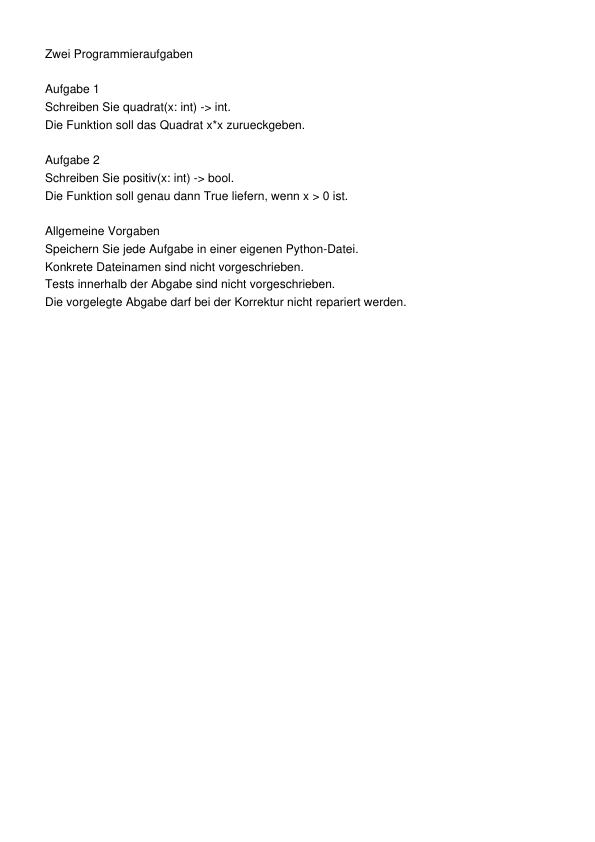 Zwei Programmieraufgaben
Aufgabe 1
Schreiben Sie quadrat(x: int) -> int.
Die Funktion soll das Quadrat x*x zurueckgeben.
Aufgabe 2
Schreiben Sie positiv(x: int) -> bool.
Die Funktion soll genau dann True liefern, wenn x > 0 ist.
Allgemeine Vorgaben
Speichern Sie jede Aufgabe in einer eigenen Python-Datei.
Konkrete Dateinamen sind nicht vorgeschrieben.
Tests innerhalb der Abgabe sind nicht vorgeschrieben.
Die vorgelegte Abgabe darf bei der Korrektur nicht repariert werden.